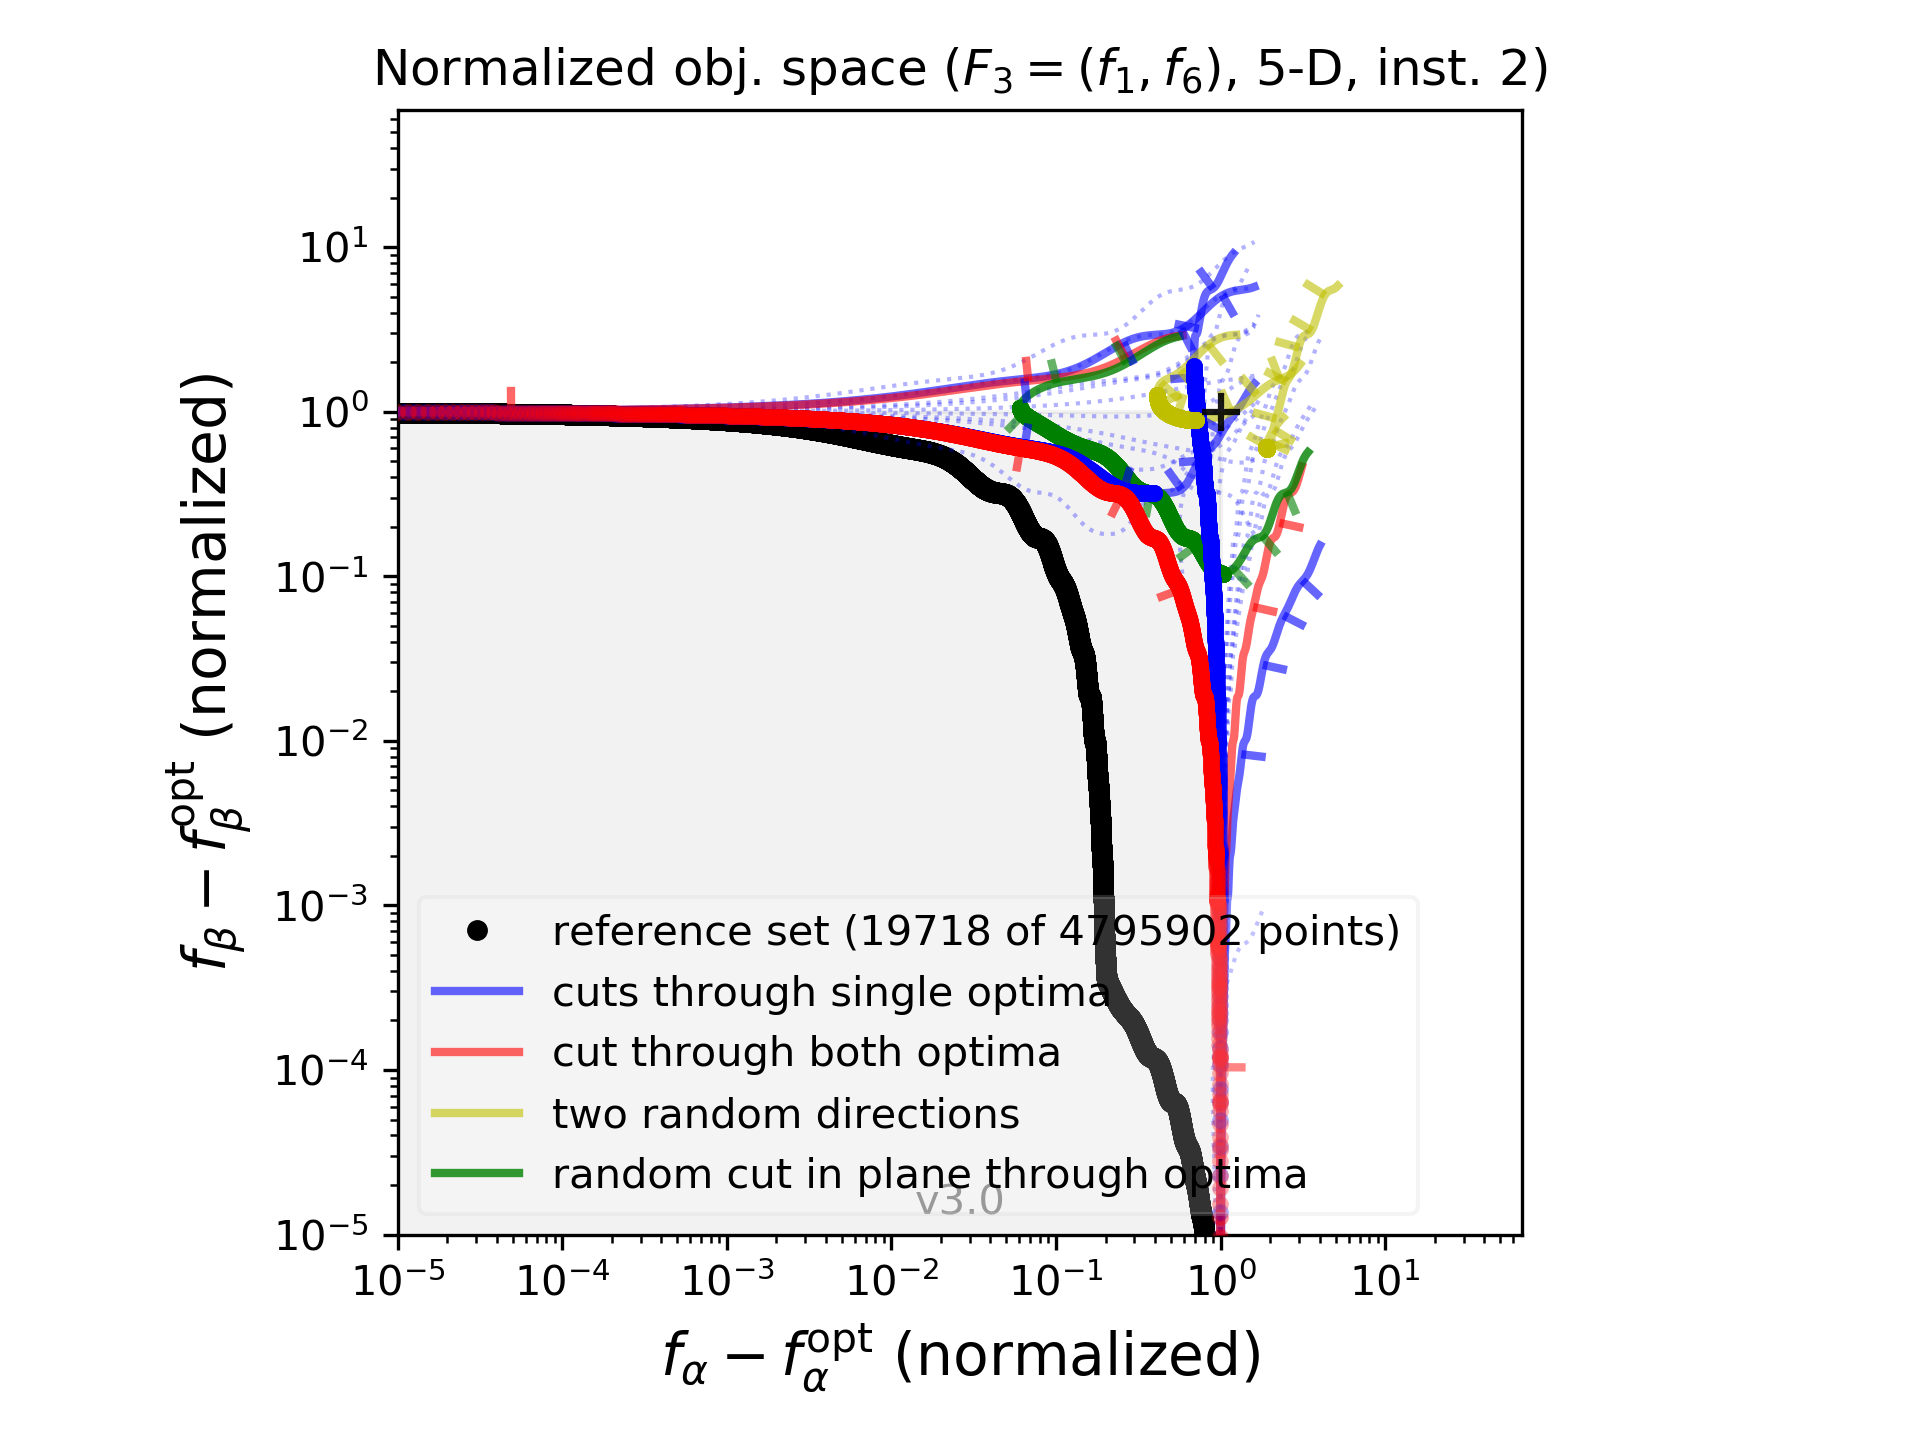 Normalized obj. space (F₃ = (f₁, f₆), 5-D, inst. 2)
10¹
10⁰
10⁻¹
10⁻²
10⁻³
10⁻⁴
10⁻⁵
f_β − f_β^opt (normalized)
reference set (19718 of 4795902 points)
cuts through single optima
cut through both optima
two random directions
random cut in plane through optima
v3.0
10⁻⁵ 10⁻⁴ 10⁻³ 10⁻² 10⁻¹ 10⁰ 10¹
f_α − f_α^opt (normalized)